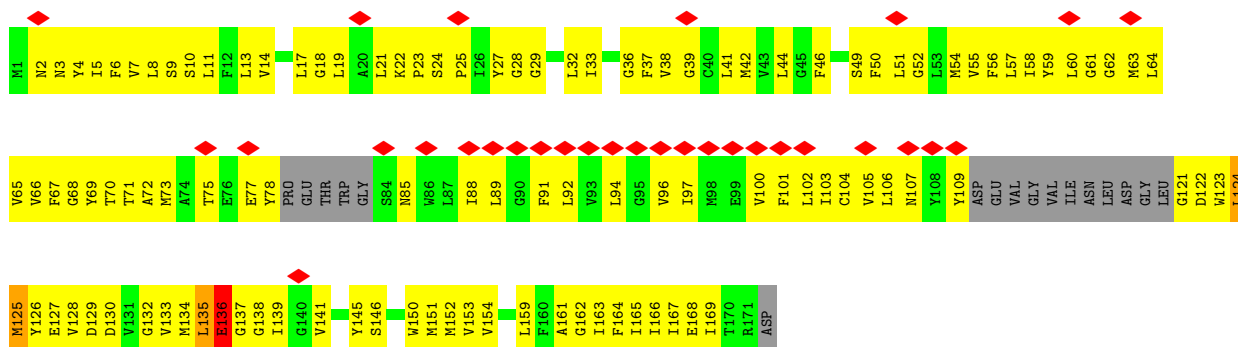 M1 N2 N3 Y4 I5 F6 V7 L8 S9 S10 L11 F12 L13 V14 L17 G18 L19 A20 L21 K22 P23 S24 P25 I26 Y27 G28 G29 L32 I33 G36 F37 V38 G39 C40 L41 M42 V43 L44 G45 F46 S49 F50 L51 G52 L53 M54 V55 F56 L57 I58 Y59 L60 G61 G62 M63 L64
V65 V66 F67 G68 Y69 T70 T71 A72 M73 A74 T75 E76 E77 Y78 PRO GLU THR TRP GLY S84 N85 W86 L87 I88 L89 G90 F91 L92 V93 L94 G95 V96 I97 M98 E99 V100 F101 L102 I103 C104 V105 L106 N107 Y108 Y109 ASP GLU VAL GLY VAL ILE ASN LEU ASP GLY LEU G121 D122 W123 L124
M125 Y126 E127 V128 D129 D130 V131 G132 V133 M134 L135 E136 G137 G138 I139 G140 V141 Y145 S146 W150 M151 M152 V153 V154 L159 F160 A161 G162 I163 F164 I165 I166 I167 E168 I169 T170 R171 ASP